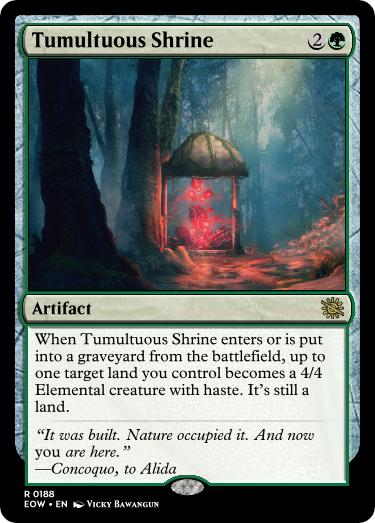 Tumultuous Shrine 2
Artifact
When Tumultuous Shrine enters or is put
into a graveyard from the battlefield, up to
one target land you control becomes a 4/4
Elemental creature with haste. It's still a
land.
“It was built. Nature occupied it. And now
you are here.”
—Concoquo, to Alida
R 0188
EOW • EN Vicky Bawangun